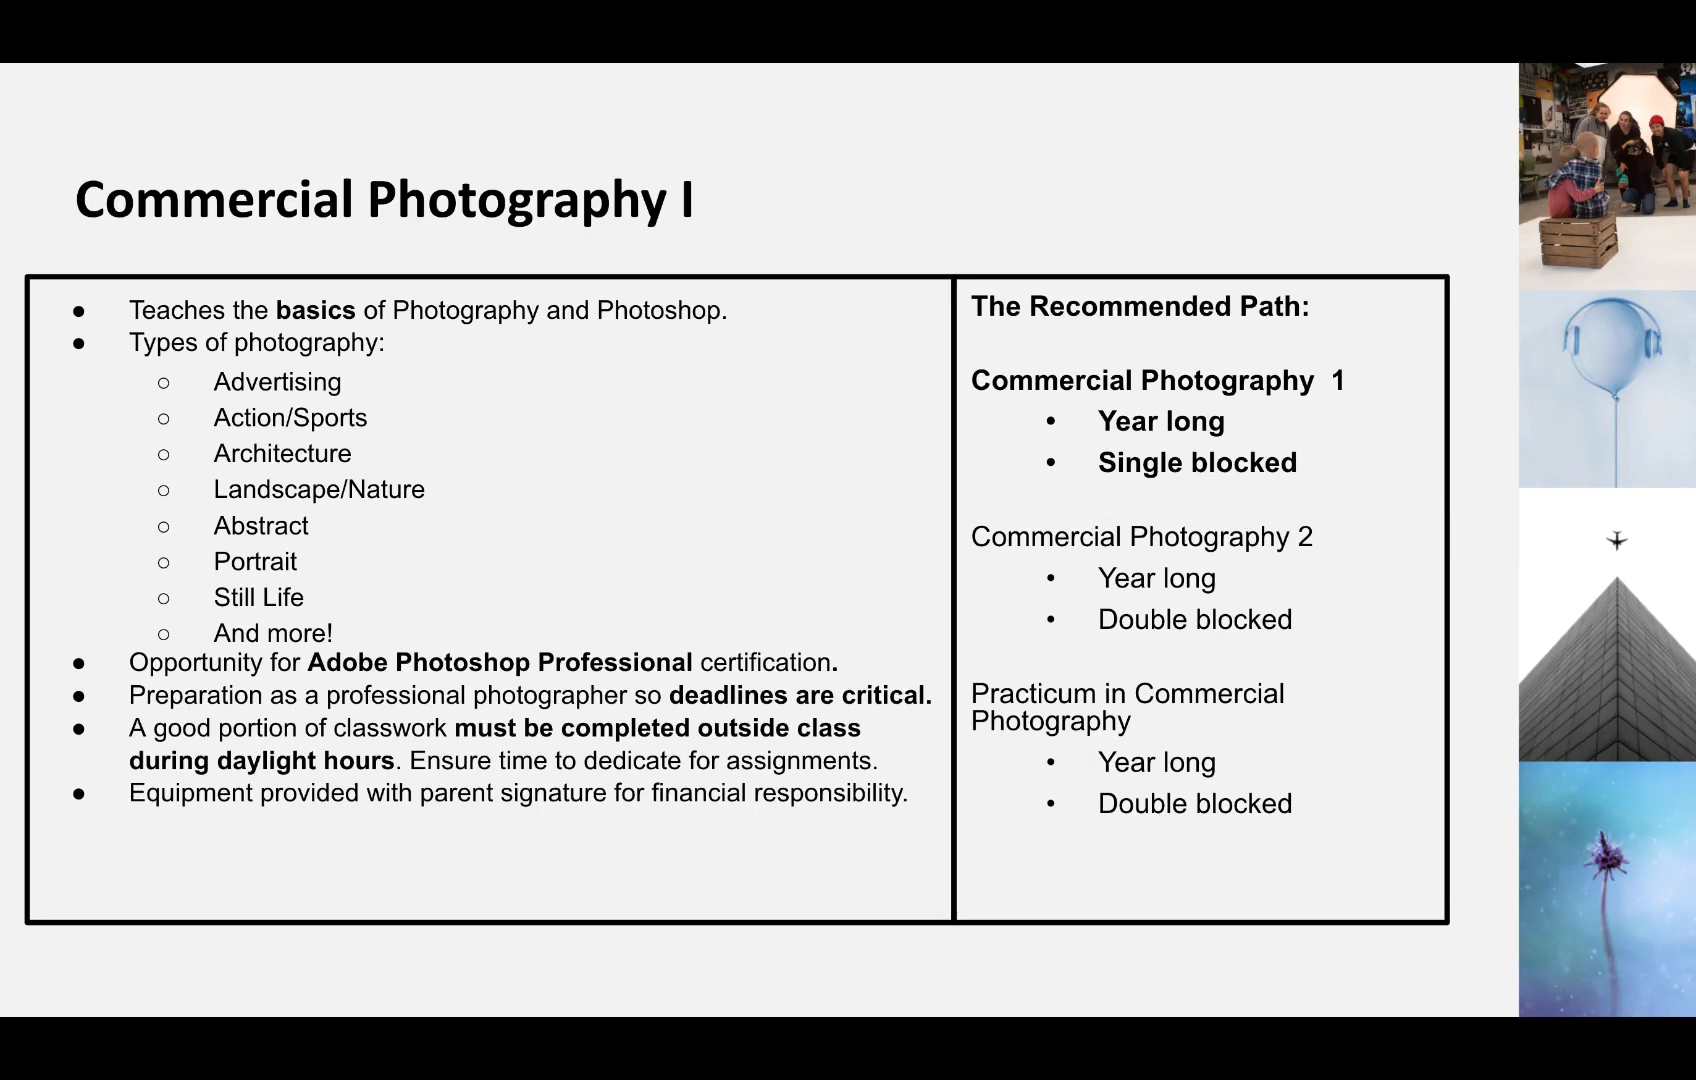 Commercial Photography I
● Teaches the basics of Photography and Photoshop.
● Types of photography:
○ Advertising
○ Action/Sports
○ Architecture
○ Landscape/Nature
○ Abstract
○ Portrait
○ Still Life
○ And more!
● Opportunity for Adobe Photoshop Professional certification.
● Preparation as a professional photographer so deadlines are critical.
● A good portion of classwork must be completed outside class
during daylight hours. Ensure time to dedicate for assignments.
● Equipment provided with parent signature for financial responsibility.
The Recommended Path:
Commercial Photography 1
• Year long
• Single blocked
Commercial Photography 2
• Year long
• Double blocked
Practicum in Commercial
Photography
• Year long
• Double blocked